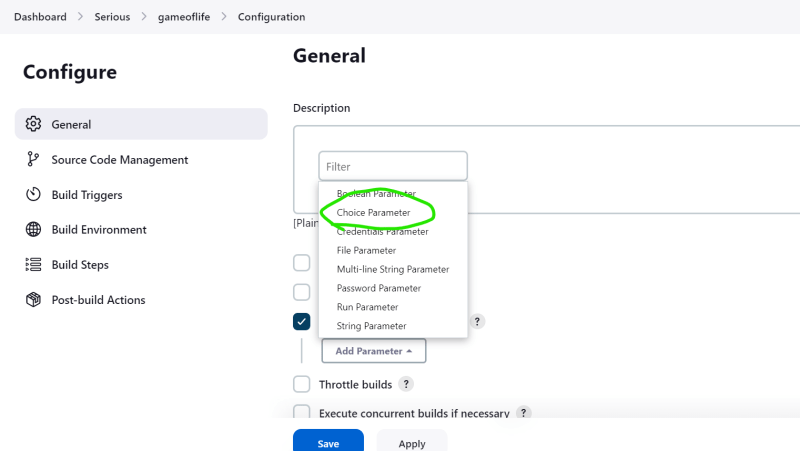 Dashboard > Serious > gameoflife > Configuration
Configure
General
Source Code Management
Build Triggers
Build Environment
Build Steps
Post-build Actions
General
Description
Filter
Boolean Parameter
Choice Parameter
Credentials Parameter
File Parameter
Multi-line String Parameter
Password Parameter
Run Parameter
String Parameter
[Plain
?
Add Parameter
Throttle builds ?
Execute concurrent builds if necessary ?
Save
Apply